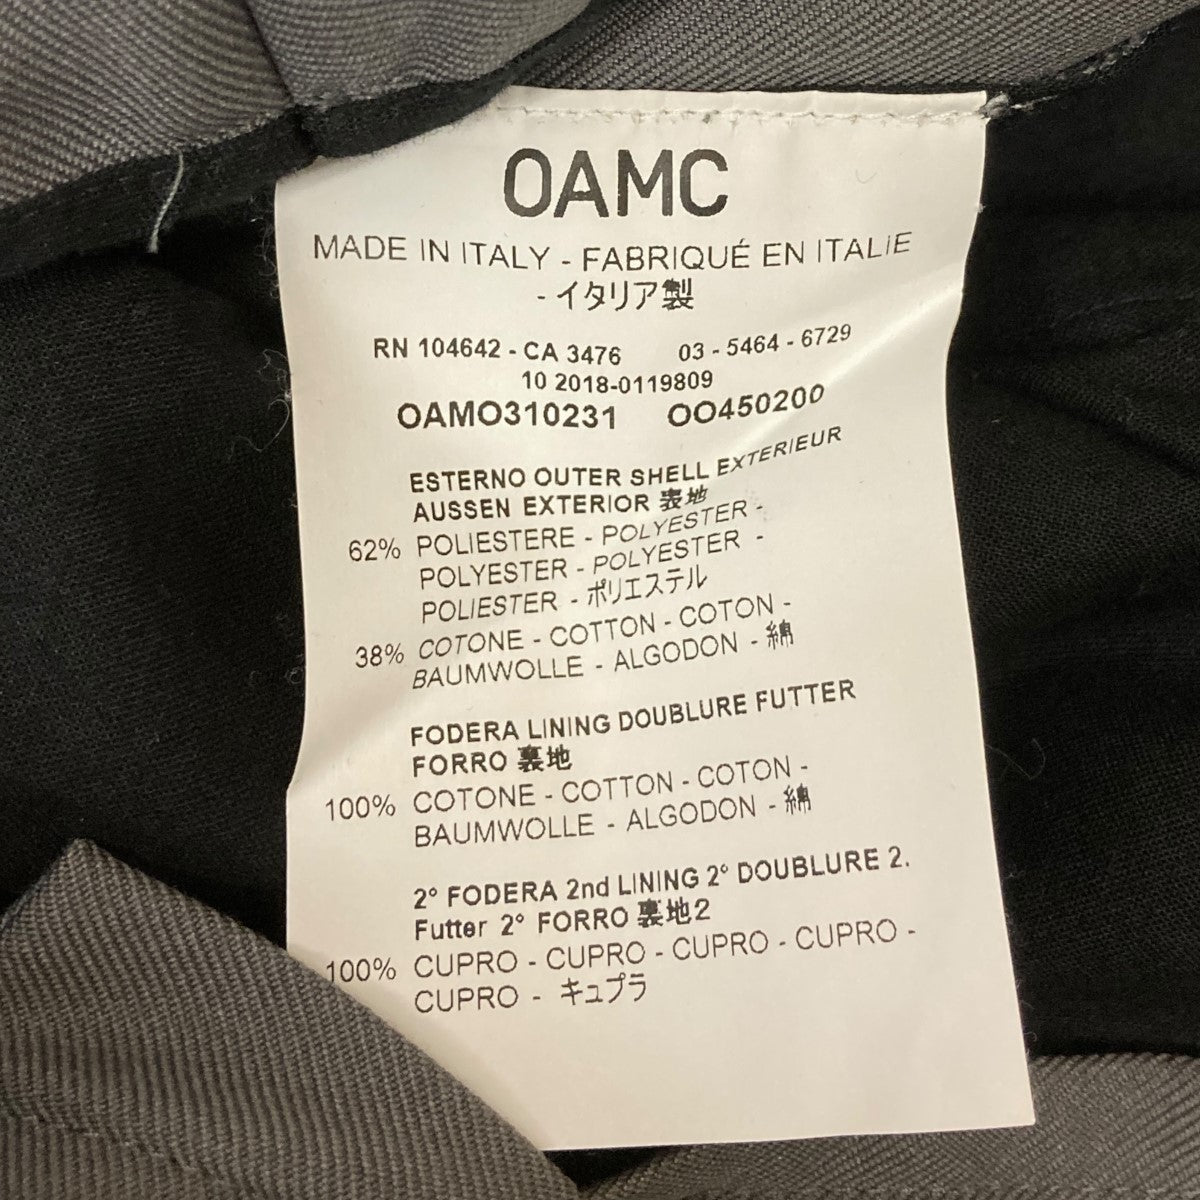 OAMC
MADE IN ITALY - FABRIQUÉ EN ITALIE
- イタリア製
RN 104642 - CA 3476 03 - 5464 - 6729
10 2018-0119809
OAMO310231 OO450200
ESTERNO OUTER SHELL EXTERIEUR
AUSSEN EXTERIOR 表地
62% POLIESTERE - POLYESTER -
POLYESTER - POLYESTER -
POLIESTER - ポリエステル
38% COTONE - COTTON - COTON -
BAUMWOLLE - ALGODON - 綿
FODERA LINING DOUBLURE FUTTER
FORRO 裏地
100% COTONE - COTTON - COTON -
BAUMWOLLE - ALGODON - 綿
2° FODERA 2nd LINING 2° DOUBLURE 2.
Futter 2° FORRO 裏地2
100% CUPRO - CUPRO - CUPRO - CUPRO -
CUPRO - キュプラ